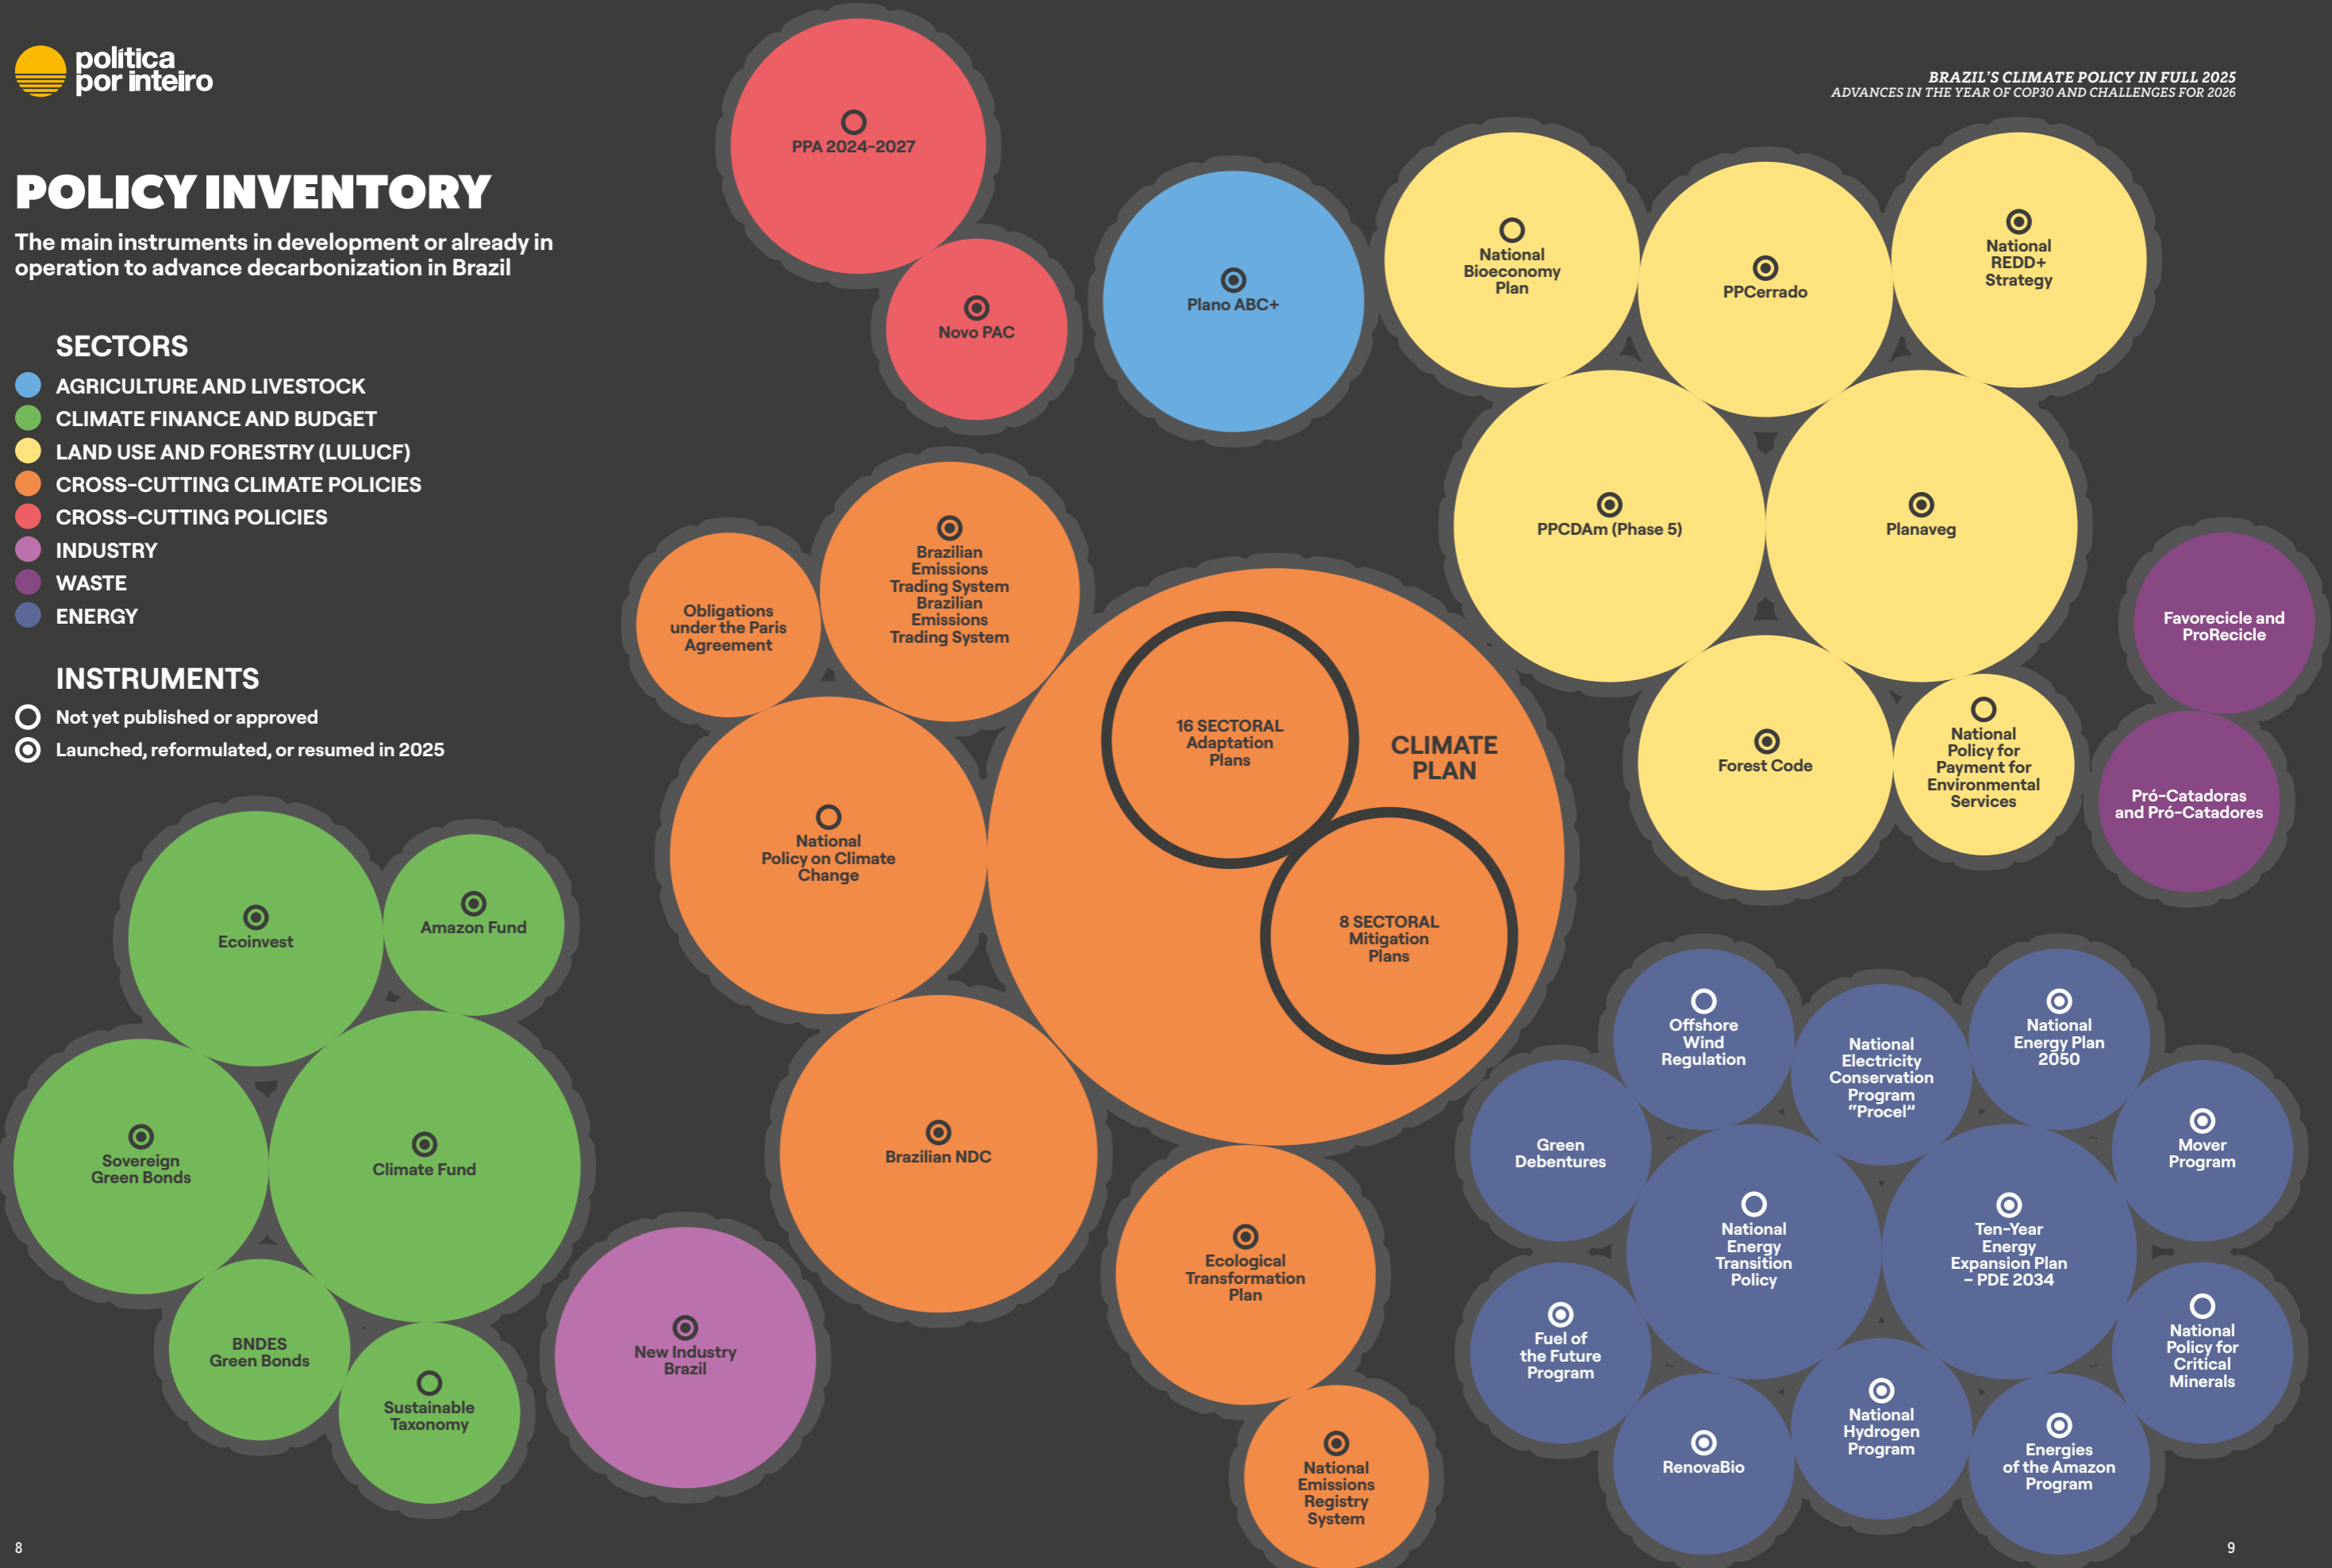 política
por inteiro
BRAZIL'S CLIMATE POLICY IN FULL 2025
ADVANCES IN THE YEAR OF COP30 AND CHALLENGES FOR 2026
POLICY INVENTORY
The main instruments in development or already in
operation to advance decarbonization in Brazil
SECTORS
AGRICULTURE AND LIVESTOCK
CLIMATE FINANCE AND BUDGET
LAND USE AND FORESTRY (LULUCF)
CROSS-CUTTING CLIMATE POLICIES
CROSS-CUTTING POLICIES
INDUSTRY
WASTE
ENERGY
INSTRUMENTS
Not yet published or approved
Launched, reformulated, or resumed in 2025
PPA 2024-2027
Novo PAC
Plano ABC+
National
Bioeconomy
Plan
PPCerrado
National
REDD+
Strategy
PPCDAm (Phase 5)
Planaveg
Forest Code
National
Policy for
Payment for
Environmental
Services
Favorecicle and
ProRecicle
Pró-Catadoras
and Pró-Catadores
Obligations
under the Paris
Agreement
Brazilian
Emissions
Trading System
Brazilian
Emissions
Trading System
National
Policy on Climate
Change
CLIMATE
PLAN
16 SECTORAL
Adaptation
Plans
8 SECTORAL
Mitigation
Plans
Brazilian NDC
Ecological
Transformation
Plan
National
Emissions
Registry
System
Ecoinvest
Amazon Fund
Sovereign
Green Bonds
Climate Fund
BNDES
Green Bonds
Sustainable
Taxonomy
New Industry
Brazil
Offshore
Wind
Regulation
National
Electricity
Conservation
Program
“Procel”
National
Energy Plan
2050
Green
Debentures
Mover
Program
National
Energy
Transition
Policy
Ten-Year
Energy
Expansion Plan
– PDE 2034
Fuel of
the Future
Program
National
Policy for
Critical
Minerals
RenovaBio
National
Hydrogen
Program
Energies
of the Amazon
Program
8
9